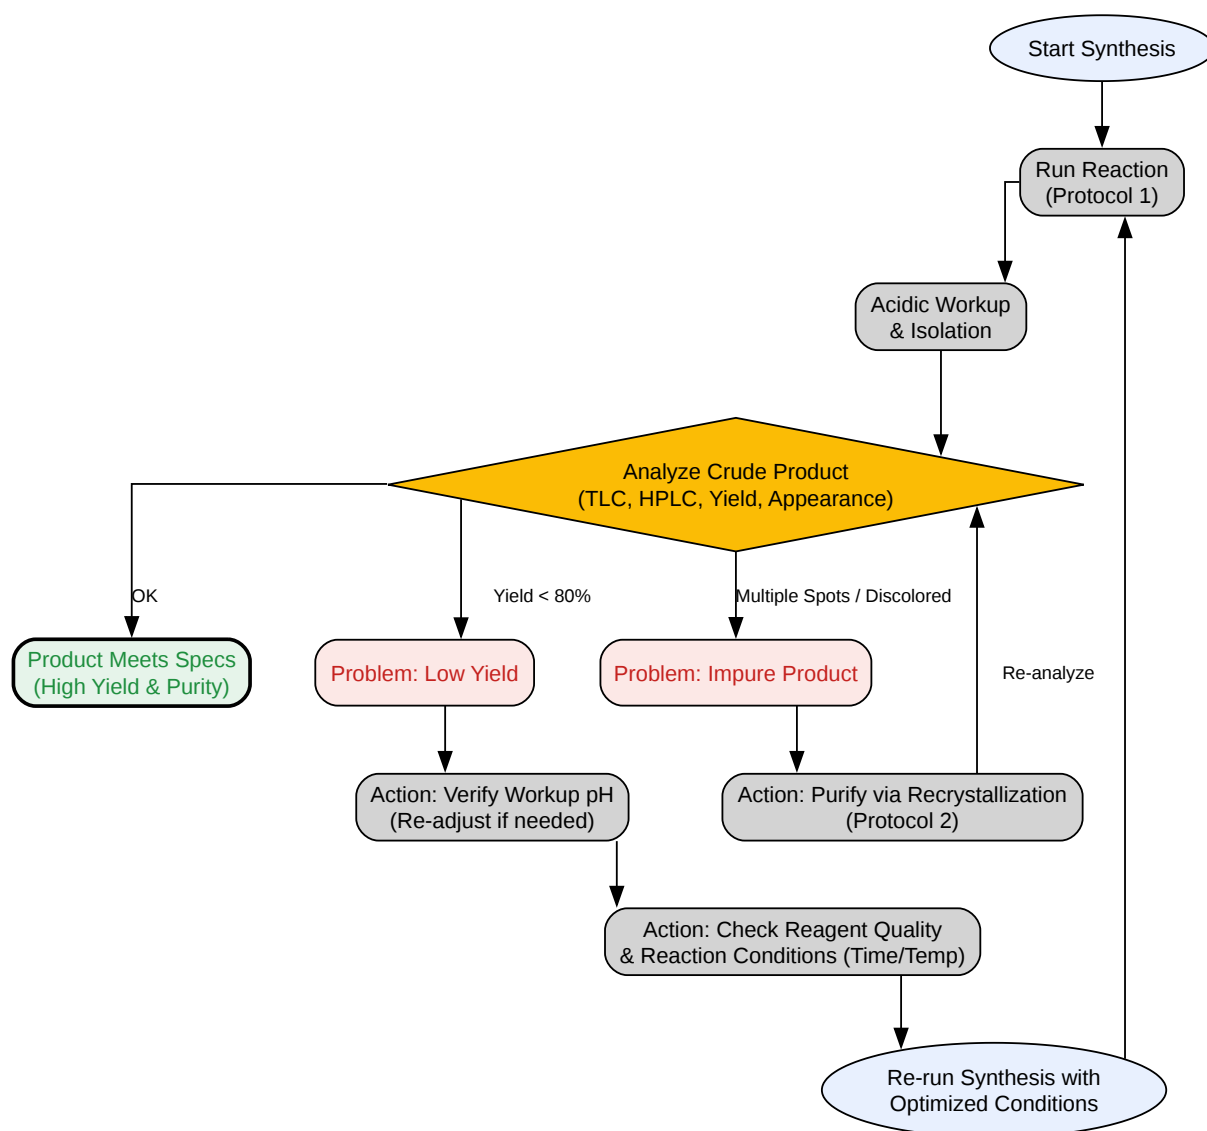 Start Synthesis
Run Reaction
(Protocol 1)
Acidic Workup
& Isolation
Analyze Crude Product
(TLC, HPLC, Yield, Appearance)
OK
Yield < 80%
Multiple Spots / Discolored
Product Meets Specs
(High Yield & Purity)
Problem: Low Yield
Problem: Impure Product
Re-analyze
Action: Verify Workup pH
(Re-adjust if needed)
Action: Purify via Recrystallization
(Protocol 2)
Action: Check Reagent Quality
& Reaction Conditions (Time/Temp)
Re-run Synthesis with
Optimized Conditions